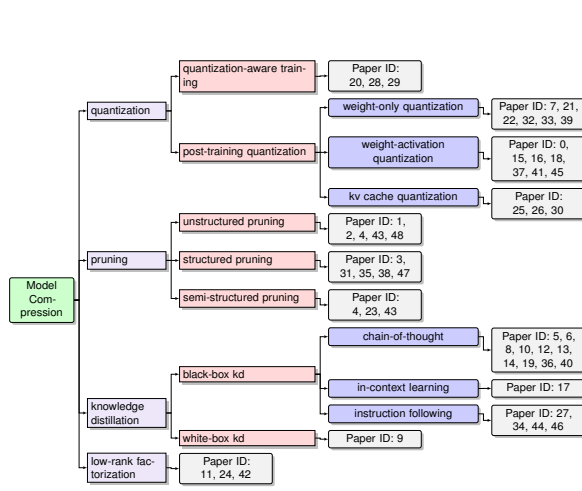 quantization-aware train-
ing
Paper ID:
20, 28, 29
quantization
weight-only quantization
Paper ID: 7, 21,
22, 32, 33, 39
post-training quantization
weight-activation
quantization
Paper ID: 0,
15, 16, 18,
37, 41, 45
kv cache quantization
Paper ID:
25, 26, 30
unstructured pruning
Paper ID: 1,
2, 4, 43, 48
pruning
structured pruning
Paper ID: 3,
31, 35, 38, 47
Model
Com-
pression
semi-structured pruning
Paper ID:
4, 23, 43
chain-of-thought
Paper ID: 5, 6,
8, 10, 12, 13,
14, 19, 36, 40
black-box kd
in-context learning
Paper ID: 17
knowledge
distillation
instruction following
Paper ID: 27,
34, 44, 46
white-box kd
Paper ID: 9
low-rank fac-
torization
Paper ID:
11, 24, 42